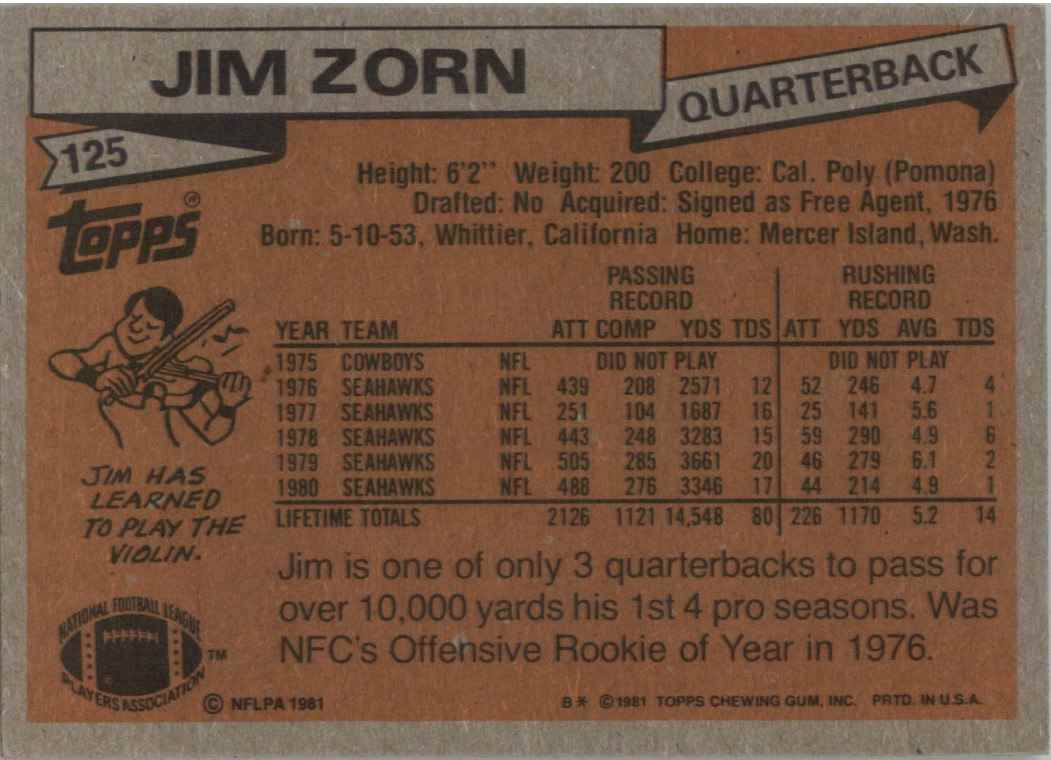 JIM ZORN
QUARTERBACK
125
TOPPS®
Height: 6'2" Weight: 200 College: Cal. Poly (Pomona)
Drafted: No Acquired: Signed as Free Agent, 1976
Born: 5-10-53, Whittier, California Home: Mercer Island, Wash.
PASSING RECORD RUSHING RECORD
YEAR TEAM ATT COMP YDS TDS ATT YDS AVG TDS
1975 COWBOYS NFL DID NOT PLAY DID NOT PLAY
1976 SEAHAWKS NFL 439 208 2571 12 52 246 4.7 4
1977 SEAHAWKS NFL 251 104 1687 16 25 141 5.6 1
1978 SEAHAWKS NFL 443 248 3283 15 59 290 4.9 6
1979 SEAHAWKS NFL 505 285 3661 20 46 279 6.1 2
1980 SEAHAWKS NFL 488 276 3346 17 44 214 4.9 1
LIFETIME TOTALS 2126 1121 14,548 80 226 1170 5.2 14
JIM HAS
LEARNED
TO PLAY THE
VIOLIN.
Jim is one of only 3 quarterbacks to pass for
over 10,000 yards his 1st 4 pro seasons. Was
NFC's Offensive Rookie of Year in 1976.
NATIONAL FOOTBALL LEAGUE
PLAYERS ASSOCIATION
TM
© NFLPA 1981
B* ©1981 TOPPS CHEWING GUM, INC. PRTD. IN U.S.A.